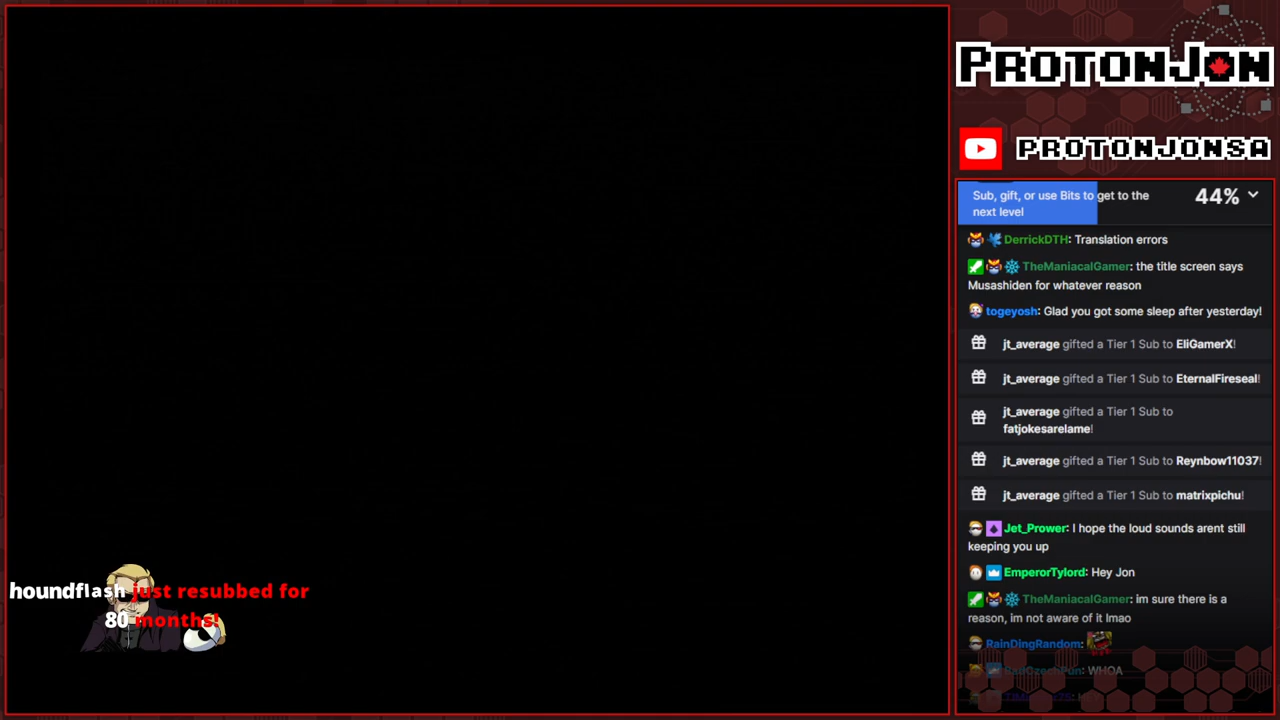 PROTONJON
PROTONJONSA
Sub, gift, or use Bits to get to the
next level
44%
DerrickDTH: Translation errors
TheManiacalGamer: the title screen says
Musashiden for whatever reason
togeyosh: Glad you got some sleep after yesterday!
jt_average gifted a Tier 1 Sub to EliGamerX!
jt_average gifted a Tier 1 Sub to EternalFireseal!
jt_average gifted a Tier 1 Sub to
fatjokesarelame!
jt_average gifted a Tier 1 Sub to Reynbow11037!
jt_average gifted a Tier 1 Sub to matrixpichu!
Jet_Prower: I hope the loud sounds arent still
keeping you up
EmperorTylord: Hey Jon
TheManiacalGamer: im sure there is a
reason, im not aware of it lmao
RainDingRandom:
WHOA
houndflash just resubbed for
80 months!